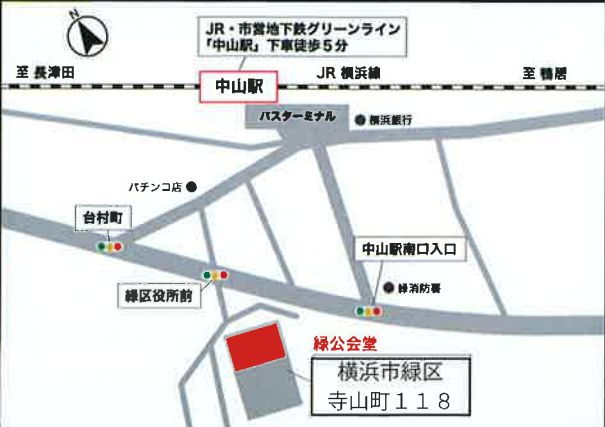 N
JR・市営地下鉄グリーンライン
「中山駅」下車徒歩５分
至 長津田
中山駅
JR 横浜線
至 鴨居
バスターミナル
横浜銀行
パチンコ店
台村町
中山駅南口入口
緑区役所前
緑消防署
緑公会堂
横浜市緑区
寺山町１１８